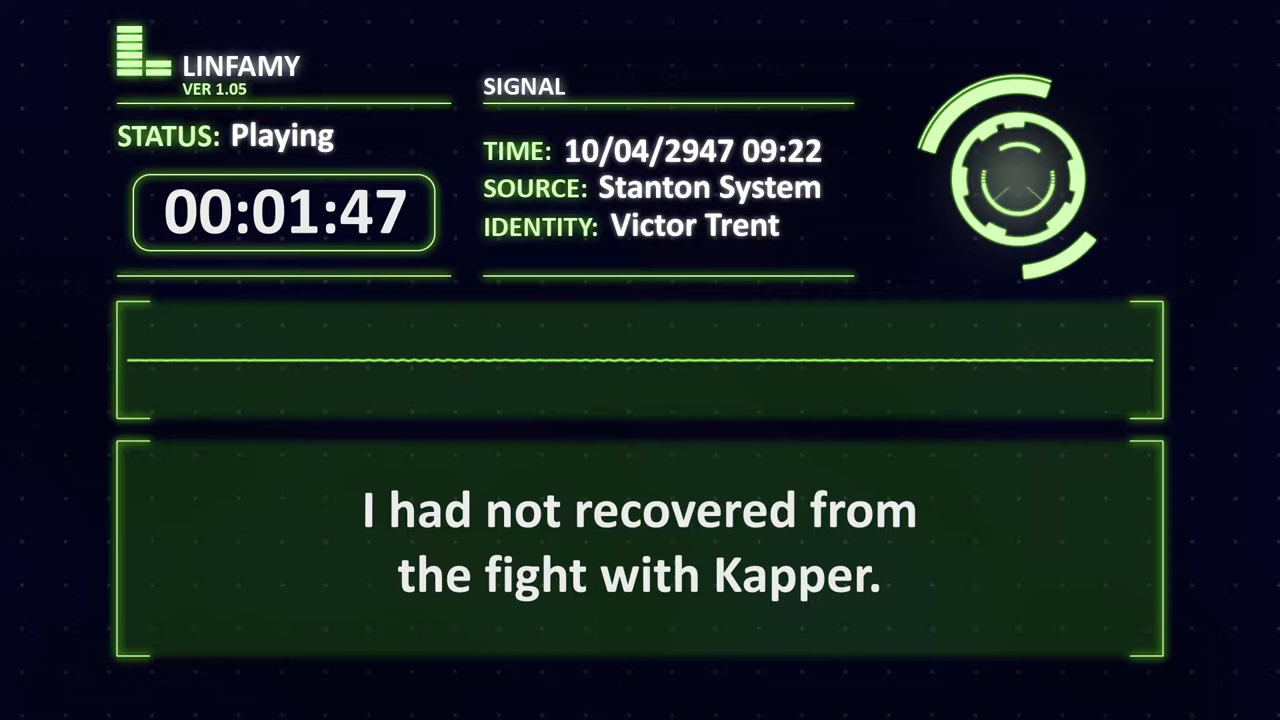 LINFAMY
VER 1.05
STATUS: Playing
00:01:47
SIGNAL
TIME: 10/04/2947 09:22
SOURCE: Stanton System
IDENTITY: Victor Trent
I had not recovered from
the fight with Kapper.